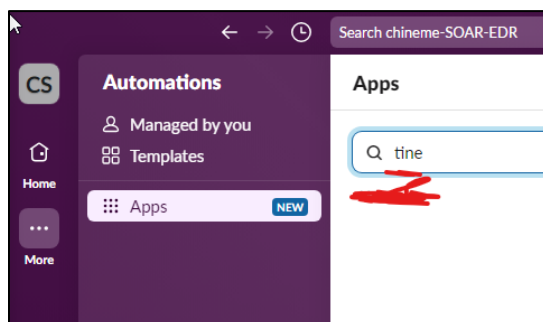 Search chineme-SOAR-EDR
CS
Home
More
Automations
Managed by you
Templates
Apps
NEW
Apps
tine